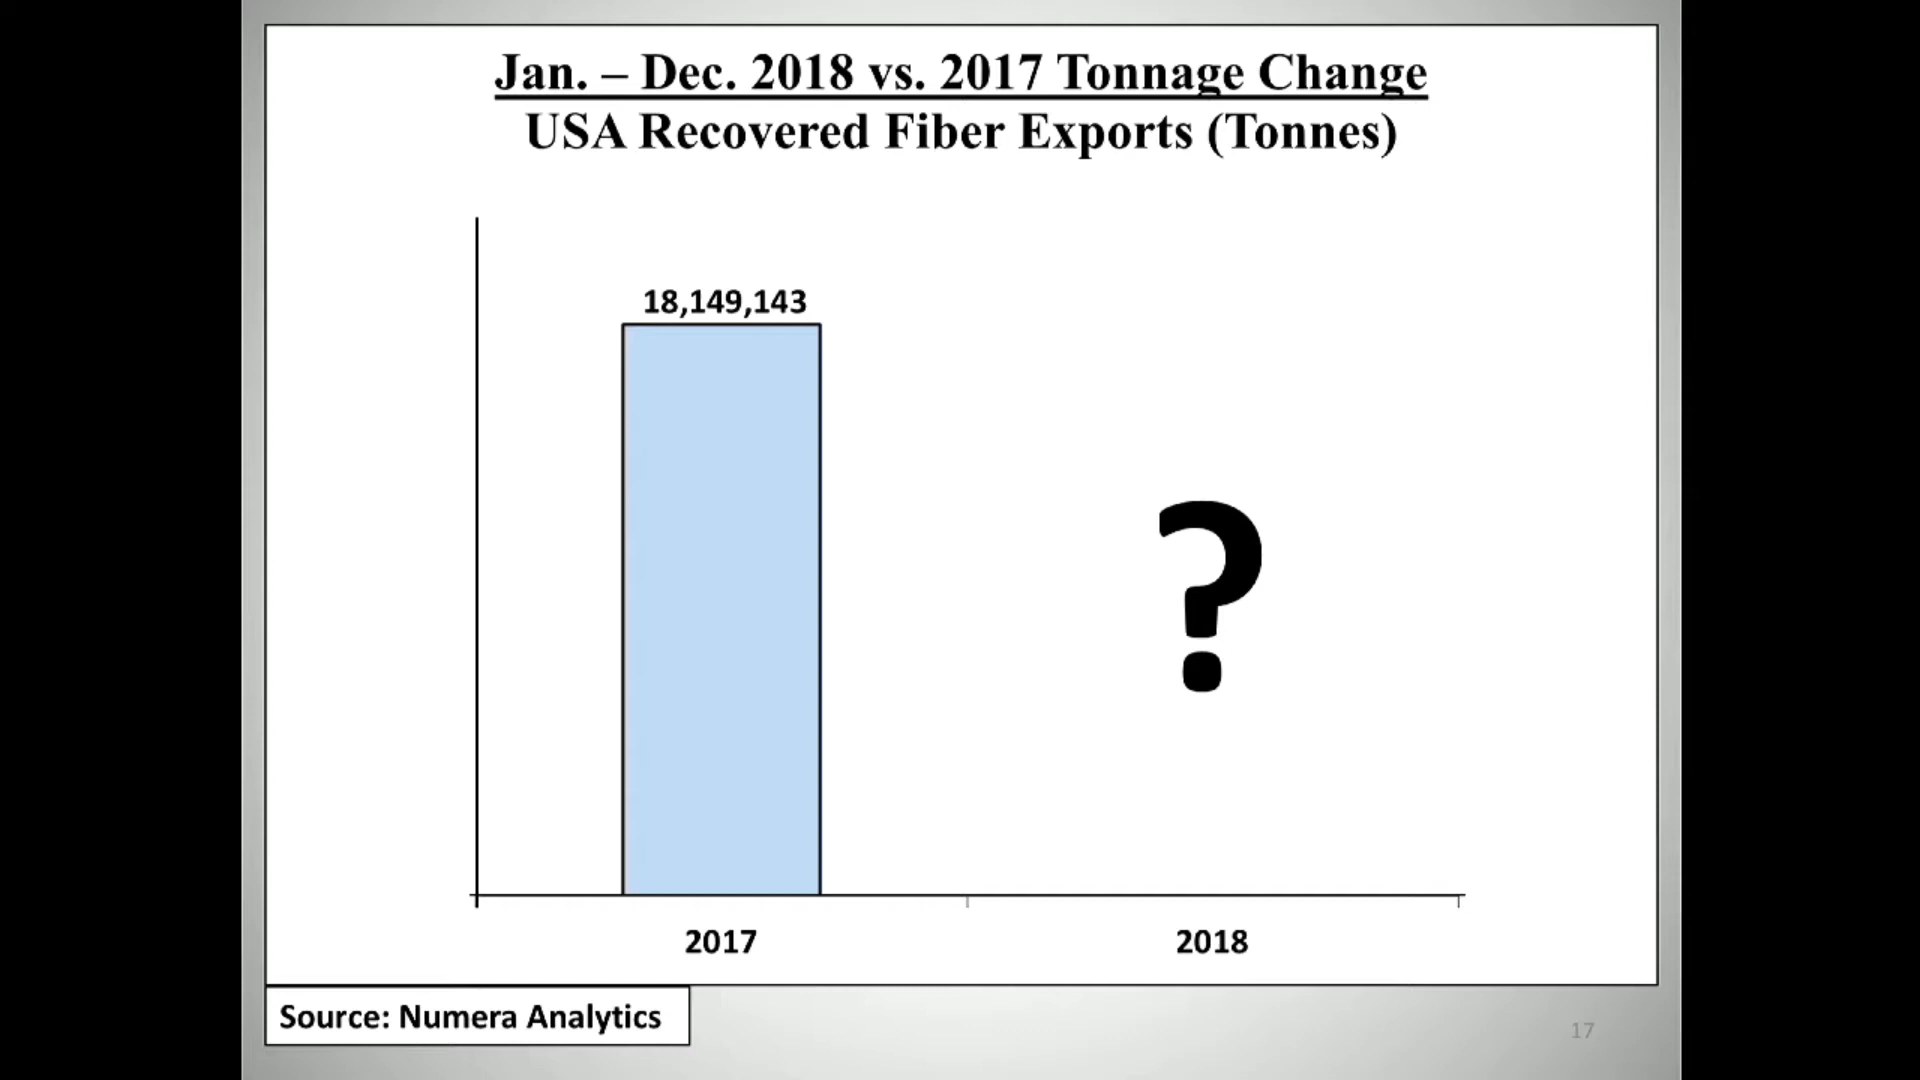 Jan. – Dec. 2018 vs. 2017 Tonnage Change
USA Recovered Fiber Exports (Tonnes)
18,149,143
?
2017
2018
Source: Numera Analytics
17